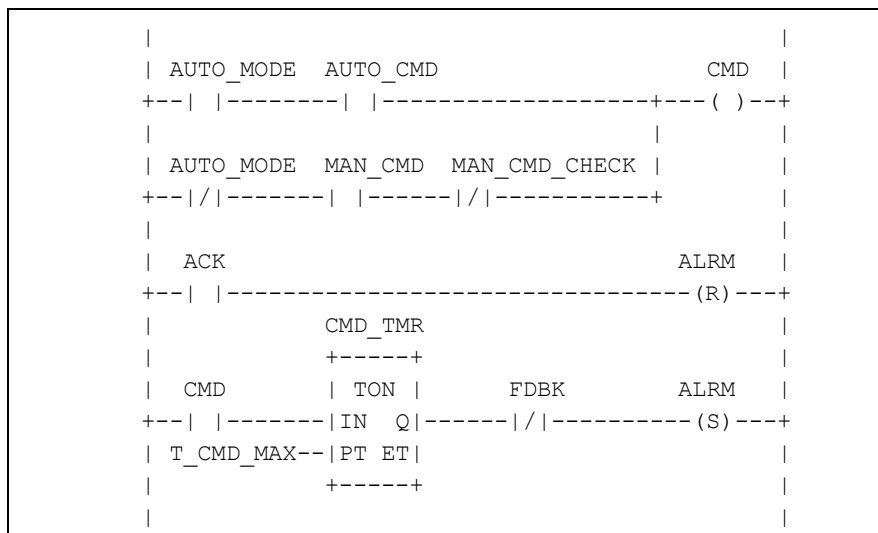 |                                            |
| AUTO_MODE  AUTO_CMD                   CMD  |
+--| |--------| |-------------------+---( )--+
|                                   |        |
| AUTO_MODE  MAN_CMD  MAN_CMD_CHECK |        |
+--|/|-------| |------|/|-----------+        |
|                                            |
|  ACK                                ALRM   |
+--| |---------------------------------(R)---+
|            CMD_TMR                         |
|            +-----+                         |
|  CMD       | TON |      FDBK       ALRM    |
+--| |-------|IN  Q|------|/|----------(S)---+
| T_CMD_MAX--|PT ET|                         |
|            +-----+                         |
|                                            |